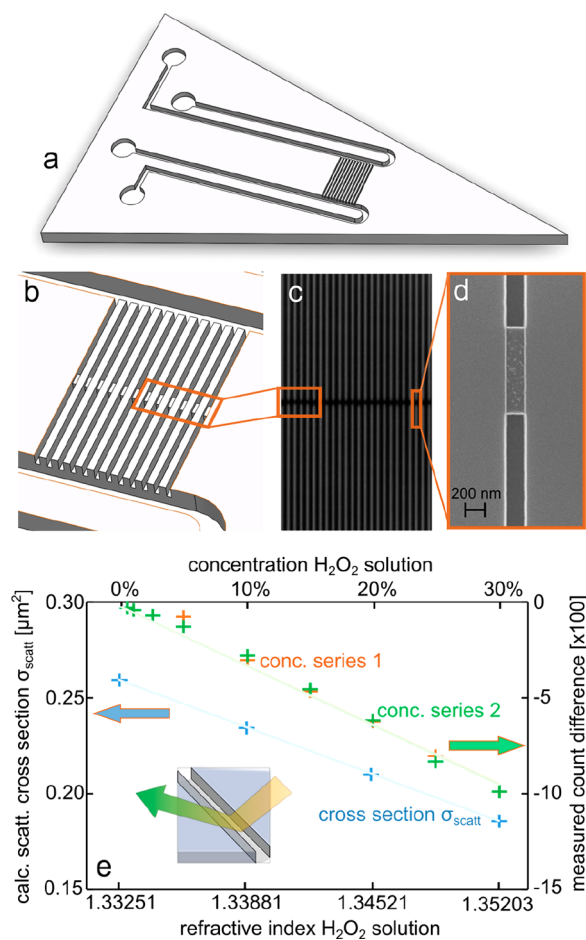 a
b
c
d
200 nm
concentration H₂O₂ solution
0% 10% 20% 30%
0.30
0.25
0.20
0.15
calc. scatt. cross section σscatt [μm²]
0
-5
-10
-15
measured count difference [x100]
conc. series 1
conc. series 2
cross section σscatt
e
1.33251 1.33881 1.34521 1.35203
refractive index H₂O₂ solution